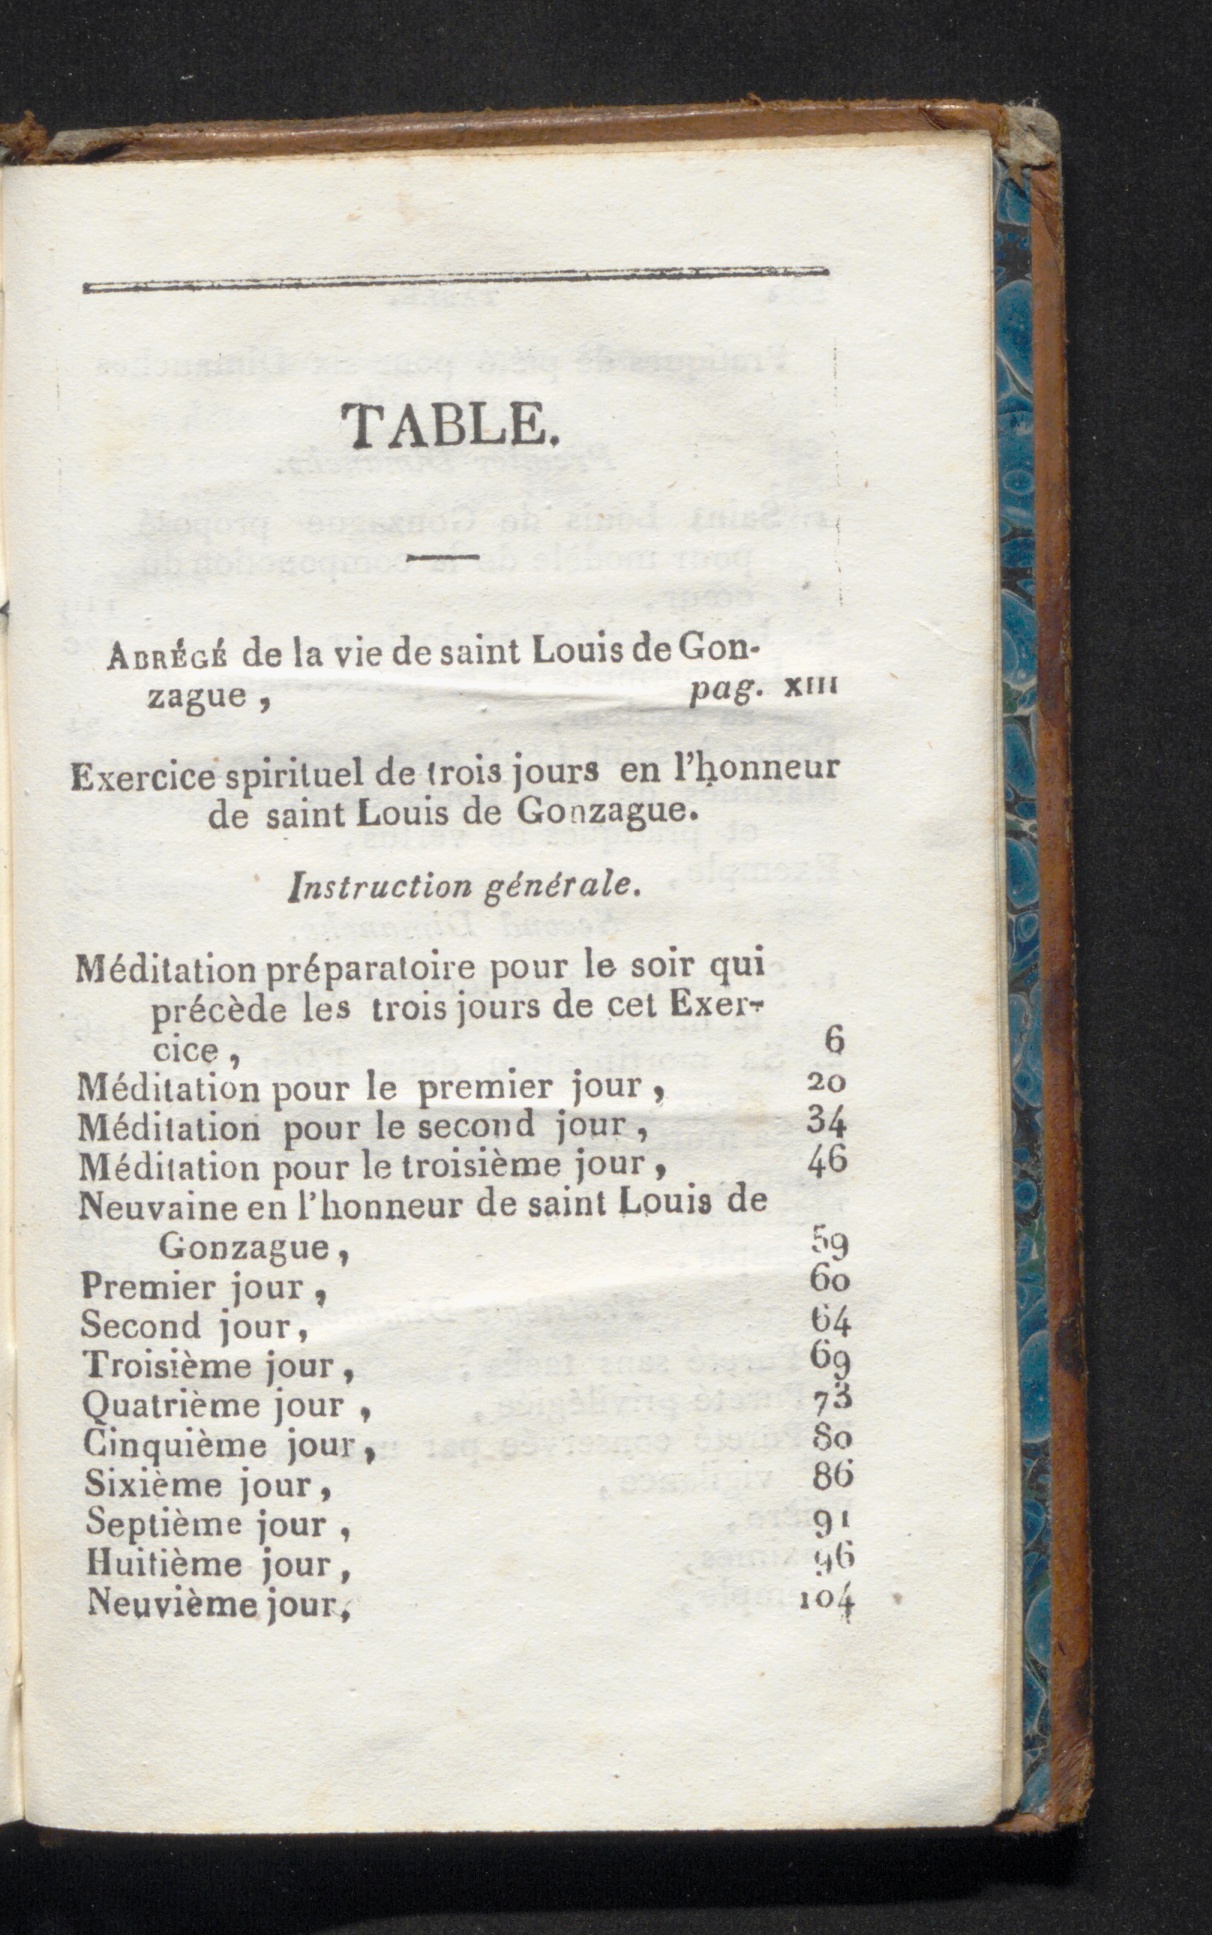 TABLE.
ABRÉGÉ de la vie de saint Louis de Gon-
zague, pag. XIII
Exercice spirituel de trois jours en l'honneur
de saint Louis de Gonzague.
Instruction générale.
Méditation préparatoire pour le soir qui
précède les trois jours de cet Exer-
cice, 6
Méditation pour le premier jour, 20
Méditation pour le second jour, 34
Méditation pour le troisième jour, 46
Neuvaine en l'honneur de saint Louis de
Gonzague, 59
Premier jour, 60
Second jour, 64
Troisième jour, 69
Quatrième jour, 73
Cinquième jour, 80
Sixième jour, 86
Septième jour, 91
Huitième jour, 96
Neuvième jour, 104